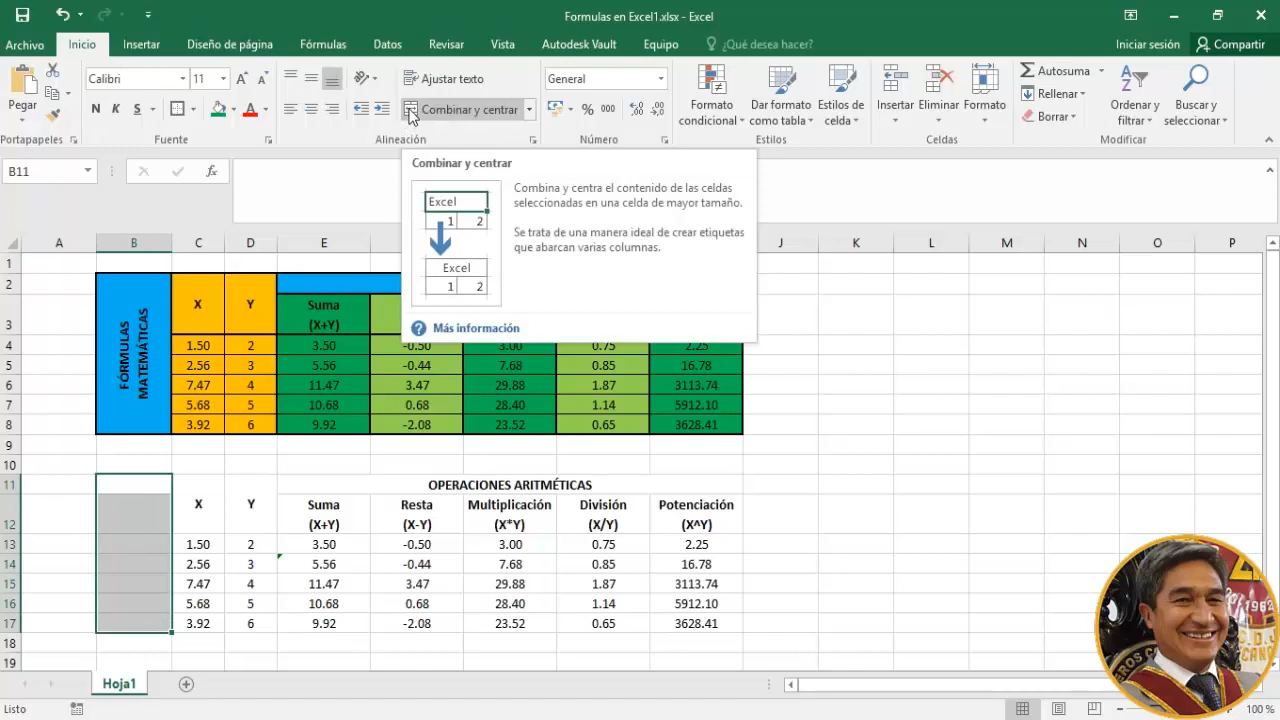 Formulas en Excel1.xlsx - Excel
Archivo Inicio Insertar Diseño de página Fórmulas Datos Revisar Vista Autodesk Vault Equipo ¿Qué desea hacer? Iniciar sesión Compartir
Pegar
Calibri 11
N K S
Ajustar texto
Combinar y centrar
General
% 000
Formato condicional
Dar formato como tabla
Estilos de celda
Insertar Eliminar Formato
Autosuma
Rellenar
Borrar
Ordenar y filtrar
Buscar y seleccionar
Portapapeles Fuente Alineación Número Estilos Celdas Modificar
B11 fx
Combinar y centrar
Excel
1 2
Excel
1 2
Combina y centra el contenido de las celdas
seleccionadas en una celda de mayor tamaño.
Se trata de una manera ideal de crear etiquetas
que abarcan varias columnas.
Más información
A B C D E J K L M N O P
1
2
3
FÓRMULAS MATEMÁTICAS
X Y
Suma
(X+Y)
4 1.50 2 3.50 -0.50 3.00 0.75 2.25
5 2.56 3 5.56 -0.44 7.68 0.85 16.78
6 7.47 4 11.47 3.47 29.88 1.87 3113.74
7 5.68 5 10.68 0.68 28.40 1.14 5912.10
8 3.92 6 9.92 -2.08 23.52 0.65 3628.41
9
10
11 OPERACIONES ARITMÉTICAS
X Y
Suma Resta Multiplicación División Potenciación
12 (X+Y) (X-Y) (X*Y) (X/Y) (X^Y)
13 1.50 2 3.50 -0.50 3.00 0.75 2.25
14 2.56 3 5.56 -0.44 7.68 0.85 16.78
15 7.47 4 11.47 3.47 29.88 1.87 3113.74
16 5.68 5 10.68 0.68 28.40 1.14 5912.10
17 3.92 6 9.92 -2.08 23.52 0.65 3628.41
18
19
Hoja1
Listo
100 %
1962